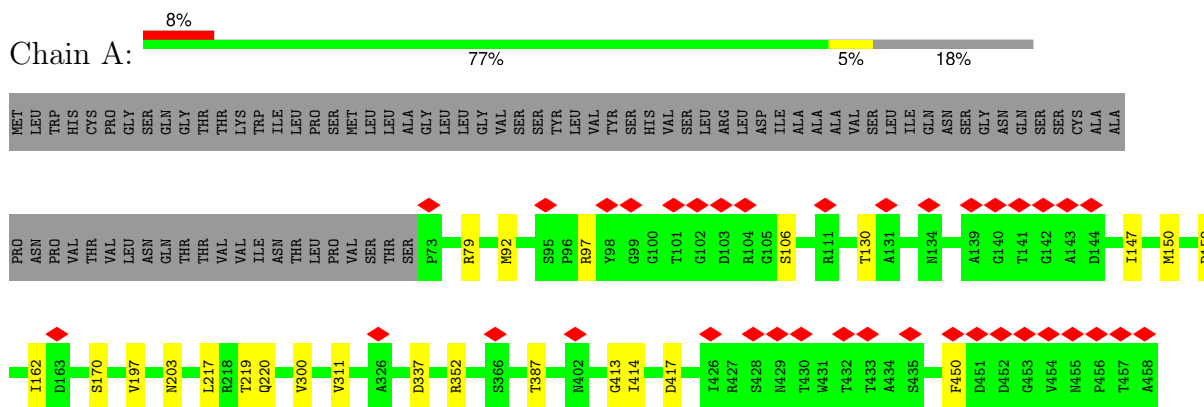 8%
Chain A:
77% 5% 18%
MET LEU TRP HIS CYS PRO GLY SER GLN GLY THR THR LYS TRP ILE LEU PRO SER MET LEU LEU ALA GLY LEU LEU GLY VAL SER SER TYR LEU VAL TYR SER HIS VAL SER LEU ARG LEU ASP ILE ALA ALA ALA VAL SER LEU ILE GLN ASN SER GLY ASN GLN SER SER CYS ALA ALA
PRO ASN PRO VAL THR VAL LEU ASN GLN THR THR VAL VAL ILE ASN THR LEU PRO VAL SER THR SER P73 R79 M92 S95 P96 R97 Y98 G99 G100 T101 G102 D103 R104 G105 S106 R111 T130 A131 N134 A139 G140 T141 G142 A143 D144 I147 M150
I162 D163 S170 V197 N203 L217 R218 T219 Q220 V300 V311 A326 D337 R352 S366 T387 N402 G413 I414 D417 I426 R427 S428 N429 T430 W431 T432 T433 A434 S435 F450 D451 D452 G453 V454 N455 P456 T457 A458